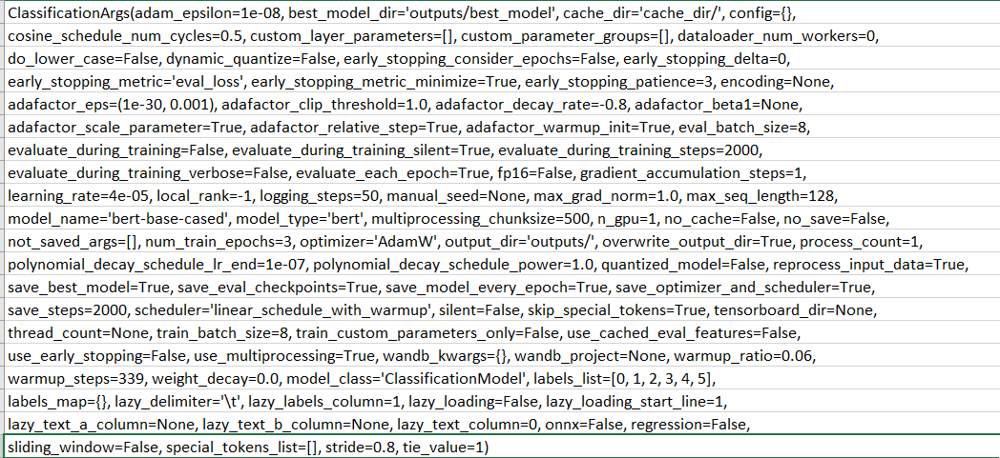 ClassificationArgs(adam_epsilon=1e-08, best_model_dir='outputs/best_model', cache_dir='cache_dir/', config={},
cosine_schedule_num_cycles=0.5, custom_layer_parameters=[], custom_parameter_groups=[], dataloader_num_workers=0,
do_lower_case=False, dynamic_quantize=False, early_stopping_consider_epochs=False, early_stopping_delta=0,
early_stopping_metric='eval_loss', early_stopping_metric_minimize=True, early_stopping_patience=3, encoding=None,
adafactor_eps=(1e-30, 0.001), adafactor_clip_threshold=1.0, adafactor_decay_rate=-0.8, adafactor_beta1=None,
adafactor_scale_parameter=True, adafactor_relative_step=True, adafactor_warmup_init=True, eval_batch_size=8,
evaluate_during_training=False, evaluate_during_training_silent=True, evaluate_during_training_steps=2000,
evaluate_during_training_verbose=False, evaluate_each_epoch=True, fp16=False, gradient_accumulation_steps=1,
learning_rate=4e-05, local_rank=-1, logging_steps=50, manual_seed=None, max_grad_norm=1.0, max_seq_length=128,
model_name='bert-base-cased', model_type='bert', multiprocessing_chunksize=500, n_gpu=1, no_cache=False, no_save=False,
not_saved_args=[], num_train_epochs=3, optimizer='AdamW', output_dir='outputs/', overwrite_output_dir=True, process_count=1,
polynomial_decay_schedule_lr_end=1e-07, polynomial_decay_schedule_power=1.0, quantized_model=False, reprocess_input_data=True,
save_best_model=True, save_eval_checkpoints=True, save_model_every_epoch=True, save_optimizer_and_scheduler=True,
save_steps=2000, scheduler='linear_schedule_with_warmup', silent=False, skip_special_tokens=True, tensorboard_dir=None,
thread_count=None, train_batch_size=8, train_custom_parameters_only=False, use_cached_eval_features=False,
use_early_stopping=False, use_multiprocessing=True, wandb_kwargs={}, wandb_project=None, warmup_ratio=0.06,
warmup_steps=339, weight_decay=0.0, model_class='ClassificationModel', labels_list=[0, 1, 2, 3, 4, 5],
labels_map={}, lazy_delimiter='\t', lazy_labels_column=1, lazy_loading=False, lazy_loading_start_line=1,
lazy_text_a_column=None, lazy_text_b_column=None, lazy_text_column=0, onnx=False, regression=False,
sliding_window=False, special_tokens_list=[], stride=0.8, tie_value=1)